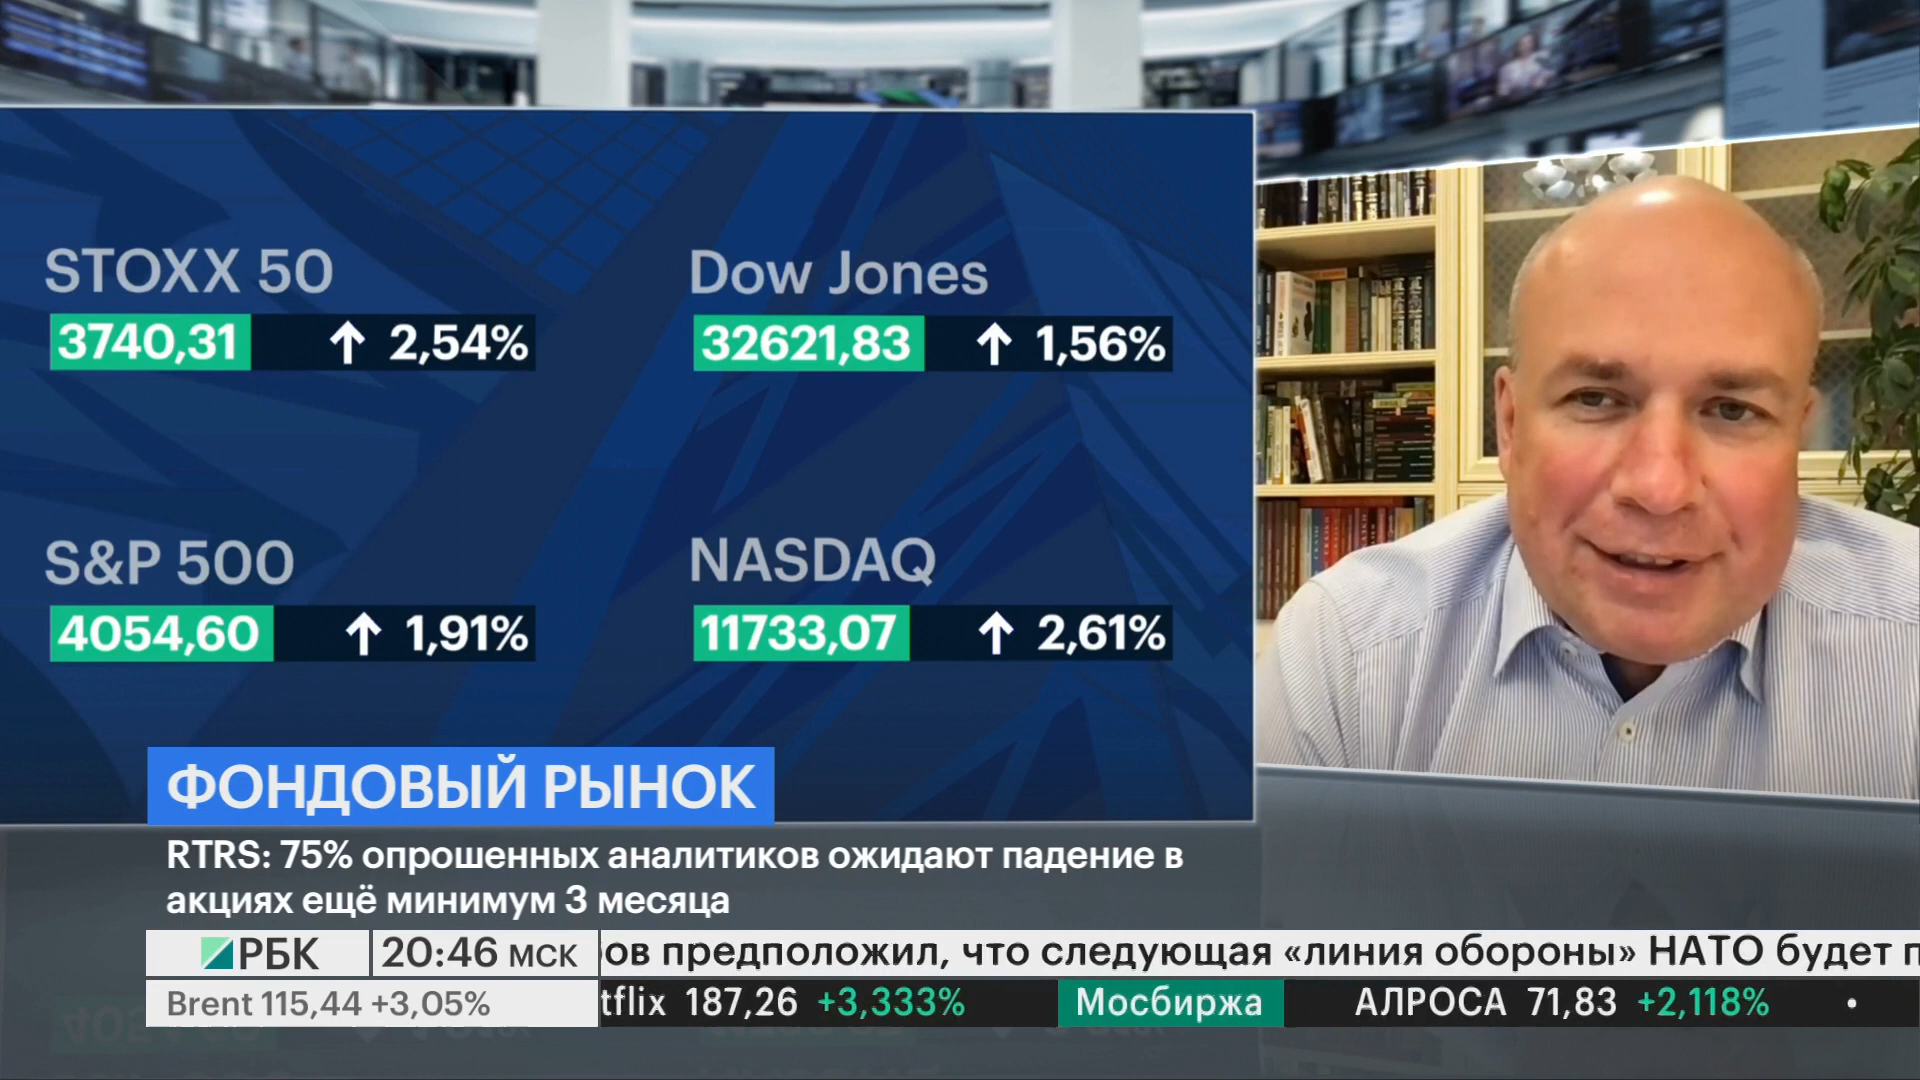 STOXX 50
3740,31 ↑ 2,54%
Dow Jones
32621,83 ↑ 1,56%
S&P 500
4054,60 ↑ 1,91%
NASDAQ
11733,07 ↑ 2,61%
ФОНДОВЫЙ РЫНОК
RTRS: 75% опрошенных аналитиков ожидают падение в
акциях ещё минимум 3 месяца
РБК 20:46 МСК
ов предположил, что следующая «линия обороны» НАТО будет п
Brent 115,44 +3,05%
tflix 187,26 +3,333% Мосбиржа АЛРОСА 71,83 +2,118% •